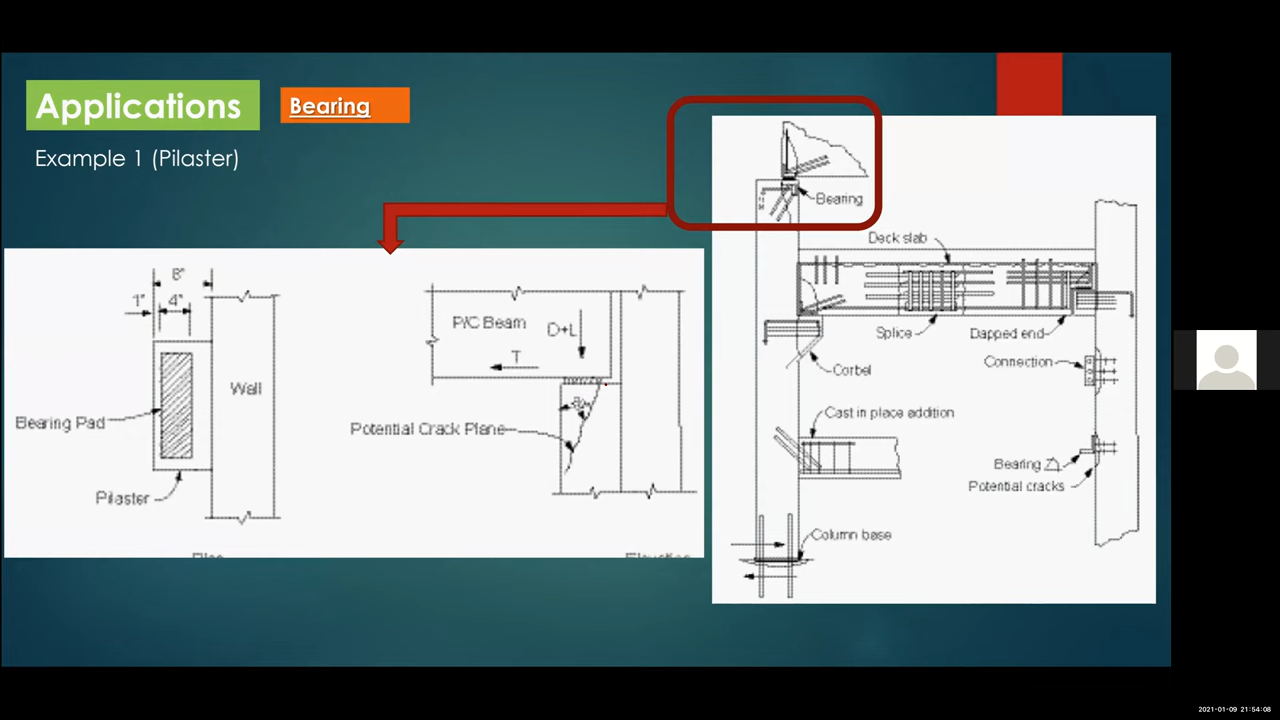 Applications
Bearing
Example 1 (Pilaster)
8"
1"
4"
Wall
Bearing Pad
Pilaster
P/C Beam
D+L
T
Potential Crack Plane
Bearing
Deck slab
Splice
Dapped end
Corbel
Connection
Cast in place addition
Bearing
Potential cracks
Column base
2021-01-09 21:54:08